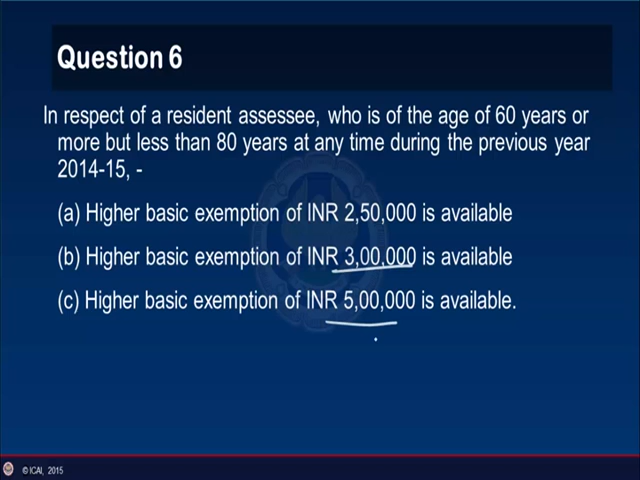 Question 6
In respect of a resident assessee, who is of the age of 60 years or
more but less than 80 years at any time during the previous year
2014-15, -
(a) Higher basic exemption of INR 2,50,000 is available
(b) Higher basic exemption of INR 3,00,000 is available
(c) Higher basic exemption of INR 5,00,000 is available.
© ICAI, 2015